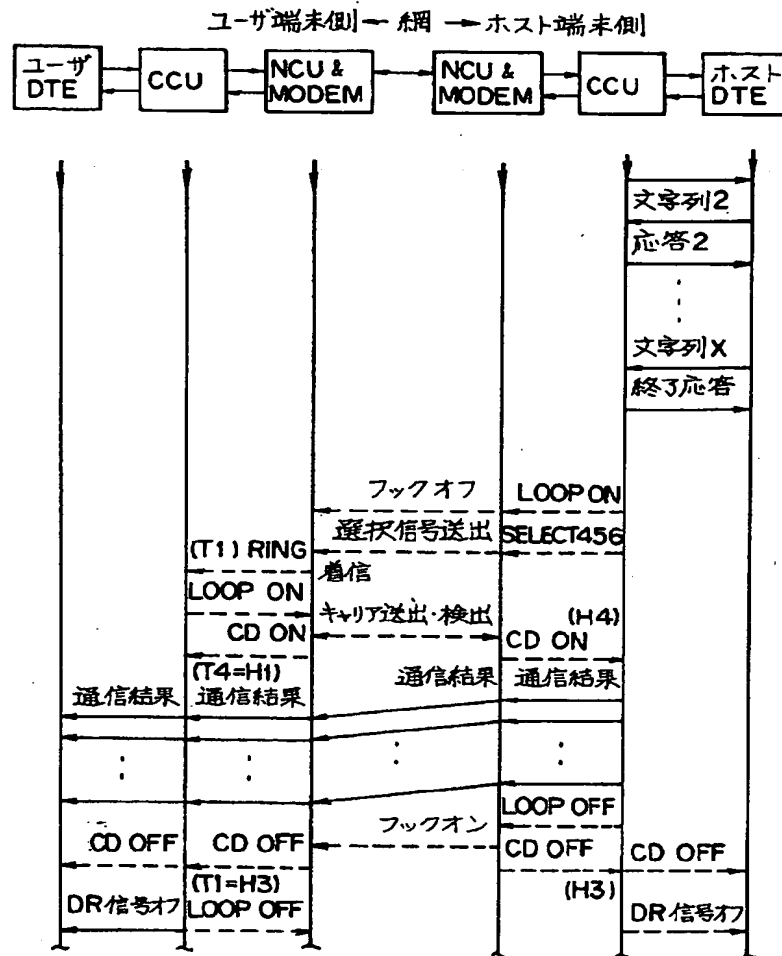 ユーザ端末側 ← 網 → ホスト端末側
ユーザ
DTE
CCU
NCU &
MODEM
NCU &
MODEM
CCU
ホスト
DTE
文字列2
応答2
文字列X
終了応答
フックオフ
LOOP ON
選択信号送出
SELECT456
(T1) RING
着信
LOOP ON
キャリア送出・検出
(H4)
CD ON
CD ON
(T4=H1)
通信結果
通信結果
通信結果
通信結果
LOOP OFF
フックオン
CD OFF
CD OFF
CD OFF
CD OFF
(T1=H3)
(H3)
DR信号オフ
LOOP OFF
DR信号オフ